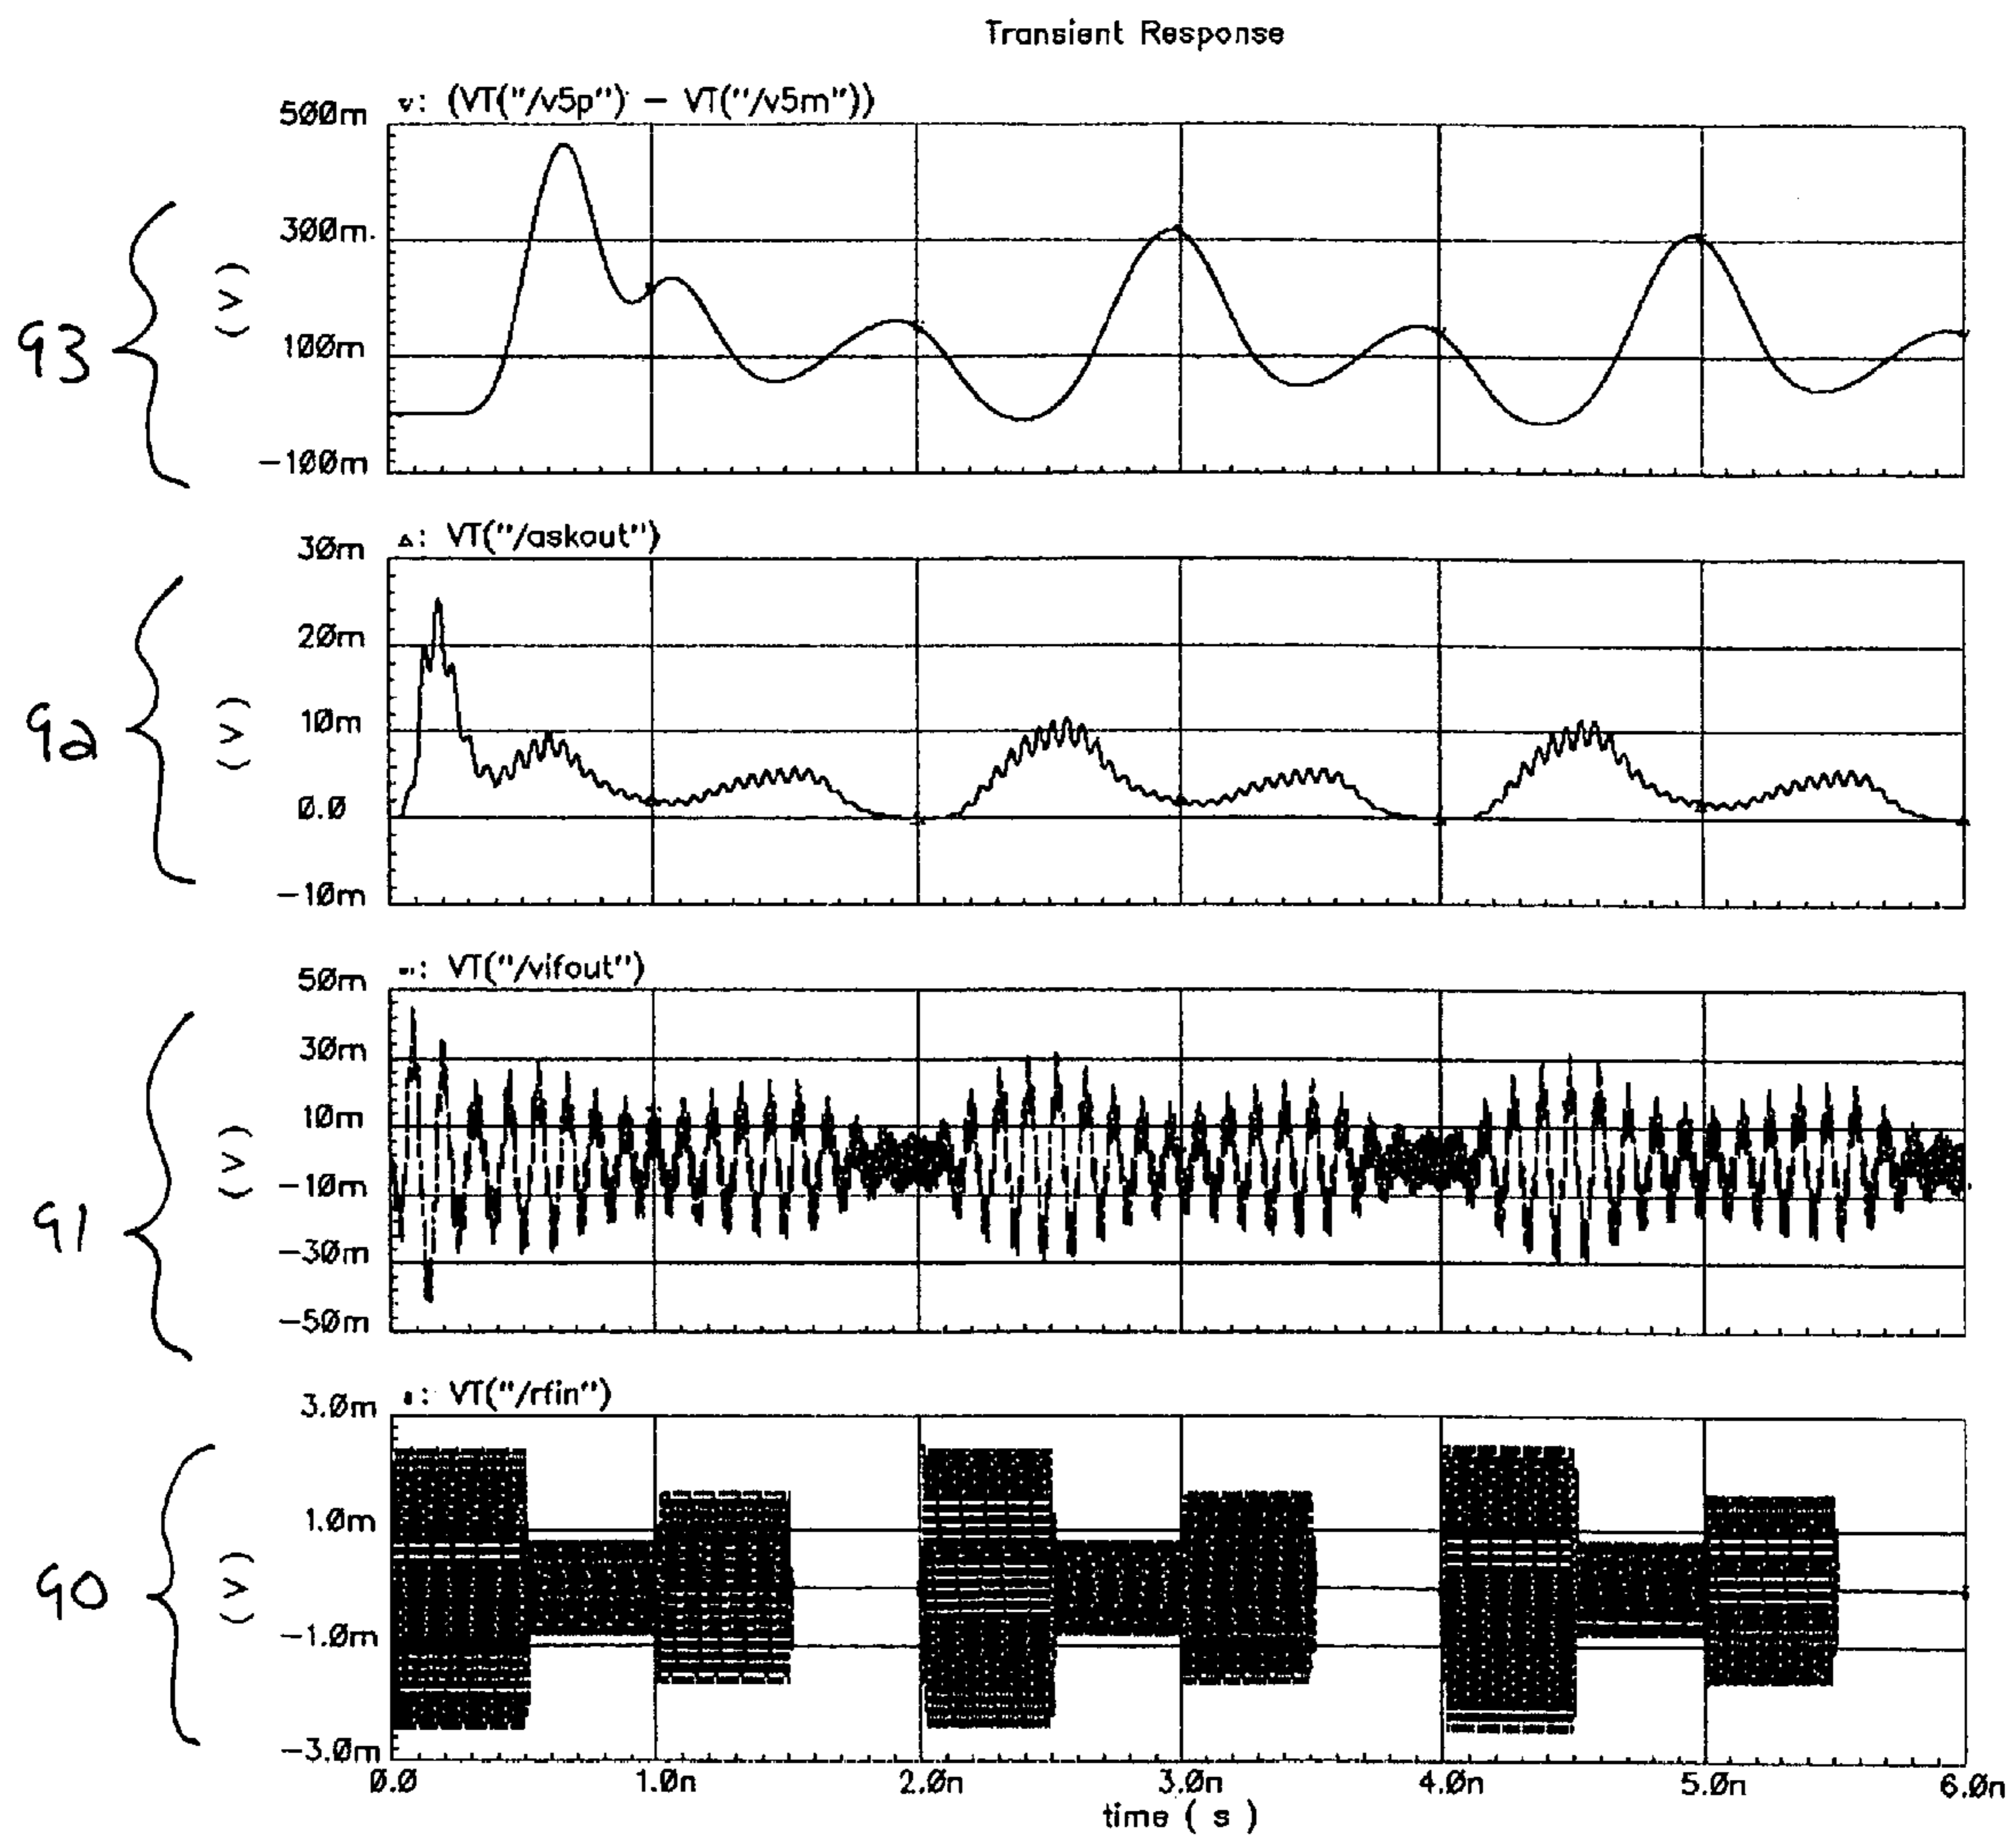 Transient Response
▿: (VT("/v5p") − VT("/v5m"))
500m
300m
100m
−100m
(V)
93
▵: VT("/askout")
30m
20m
10m
0.0
−10m
(V)
92
VT("/vifout")
50m
30m
10m
−10m
−30m
−50m
(V)
91
VT("/rfin")
3.0m
1.0m
−1.0m
−3.0m
(V)
90
0.0 1.0n 2.0n 3.0n 4.0n 5.0n 6.0n
time ( s )